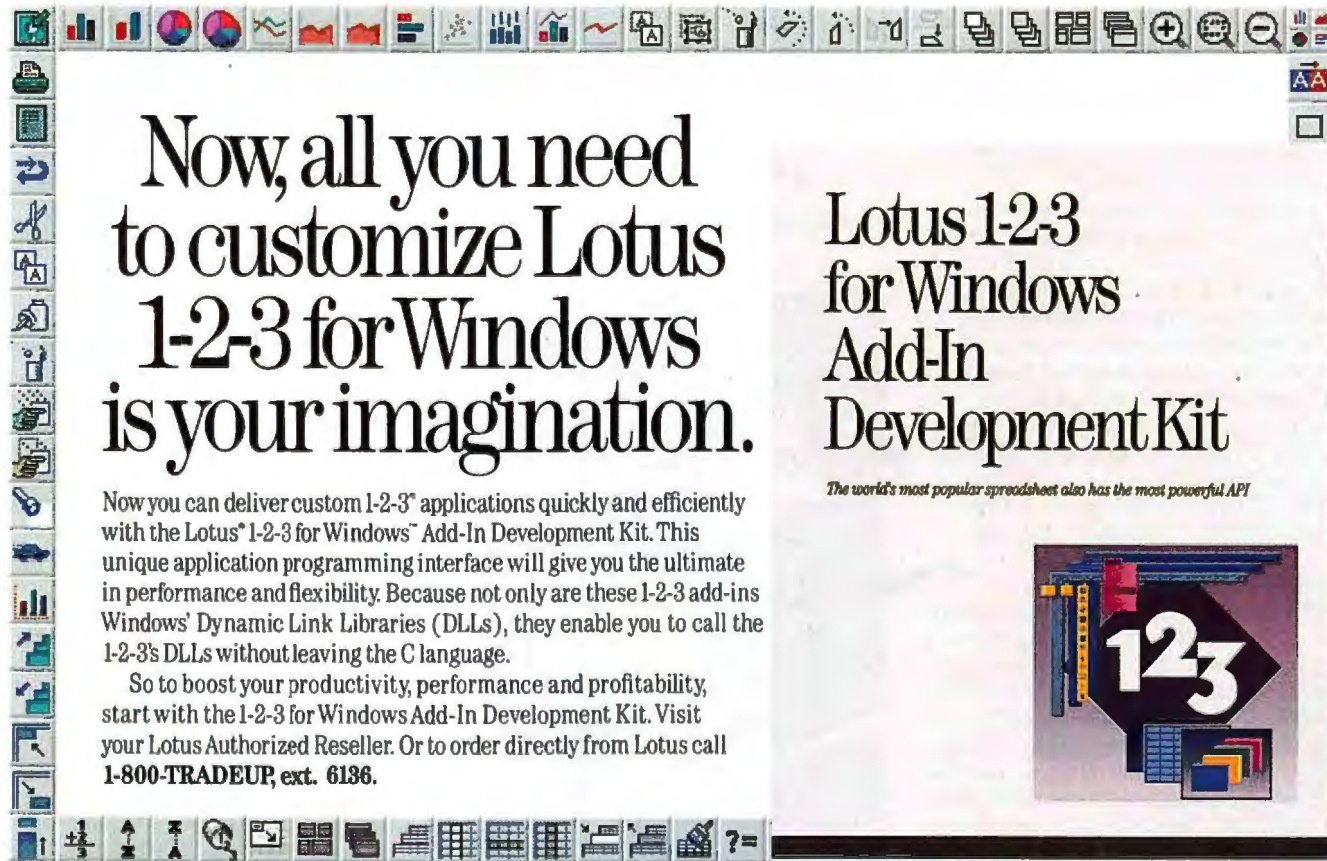 Now, all you need
to customize Lotus
1-2-3 for Windows
is your imagination.
Now you can deliver custom 1-2-3® applications quickly and efficiently
with the Lotus® 1-2-3 for Windows™ Add-In Development Kit. This
unique application programming interface will give you the ultimate
in performance and flexibility. Because not only are these 1-2-3 add-ins
Windows' Dynamic Link Libraries (DLLs), they enable you to call the
1-2-3's DLLs without leaving the C language.
So to boost your productivity, performance and profitability,
start with the 1-2-3 for Windows Add-In Development Kit. Visit
your Lotus Authorized Reseller. Or to order directly from Lotus call
1-800-TRADEUP, ext. 6136.
Lotus 1-2-3
for Windows
Add-In
Development Kit
The world's most popular spreadsheet also has the most powerful API
123